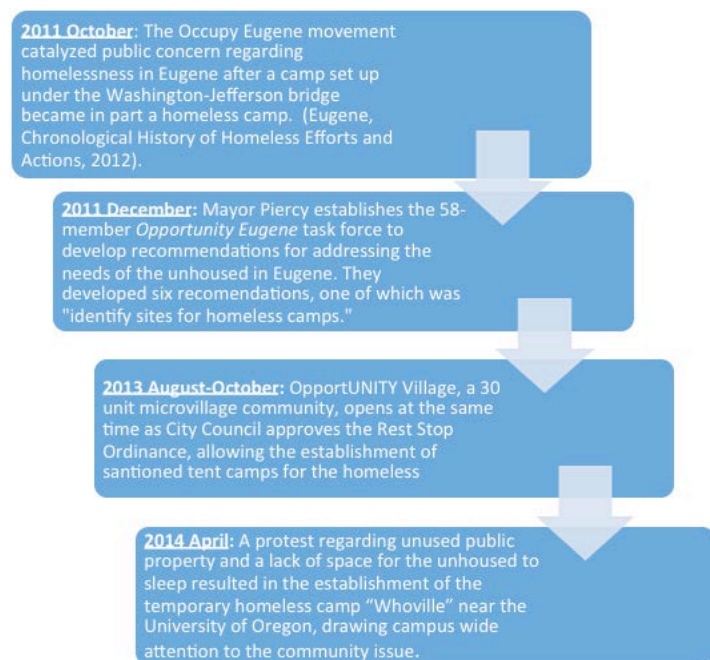 2011 October: The Occupy Eugene movement
catalyzed public concern regarding
homelessness in Eugene after a camp set up
under the Washington-Jefferson bridge
became in part a homeless camp.  (Eugene,
Chronological History of Homeless Efforts and
Actions, 2012).
2011 December: Mayor Piercy establishes the 58-
member Opportunity Eugene task force to
develop recommendations for addressing the
needs of the unhoused in Eugene. They
developed six recomendations, one of which was
"identify sites for homeless camps."
2013 August-October: OpportUNITY Village, a 30
unit microvillage community, opens at the same
time as City Council approves the Rest Stop
Ordinance, allowing the establishment of
santioned tent camps for the homeless
2014 April: A protest regarding unused public
property and a lack of space for the unhoused to
sleep resulted in the establishment of the
temporary homeless camp “Whoville” near the
University of Oregon, drawing campus wide
attention to the community issue.